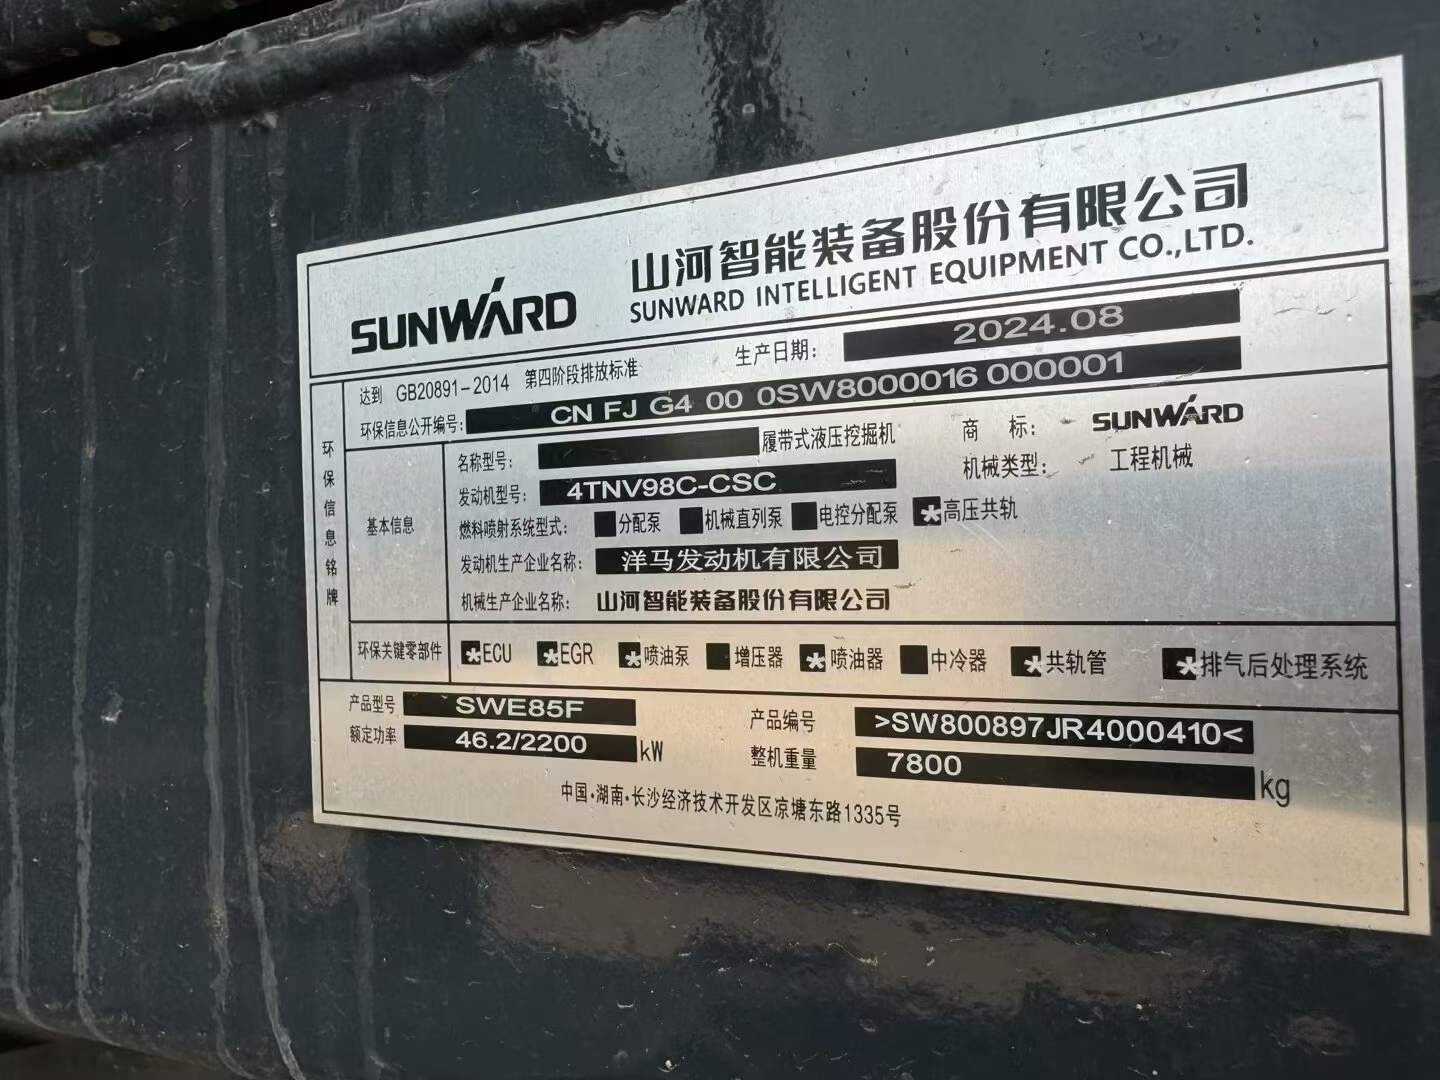 SUNWARD
山河智能装备股份有限公司
SUNWARD INTELLIGENT EQUIPMENT CO.,LTD.
环保信息铭牌
达到 GB20891-2014 第四阶段排放标准 生产日期: 2024.08
环保信息公开编号: CN FJ G4 00 0SW8000016 000001
基本信息
名称型号: 履带式液压挖掘机 商 标: SUNWARD
发动机型号: 4TNV98C-CSC 机械类型: 工程机械
燃料喷射系统型式: 分配泵 机械直列泵 电控分配泵 *高压共轨
发动机生产企业名称: 洋马发动机有限公司
机械生产企业名称: 山河智能装备股份有限公司
环保关键零部件 *ECU *EGR *喷油泵 增压器 *喷油器 中冷器 *共轨管 *排气后处理系统
产品型号 SWE85F 产品编号 >SW800897JR4000410<
额定功率 46.2/2200 kW 整机重量 7800 kg
中国·湖南·长沙经济技术开发区凉塘东路1335号